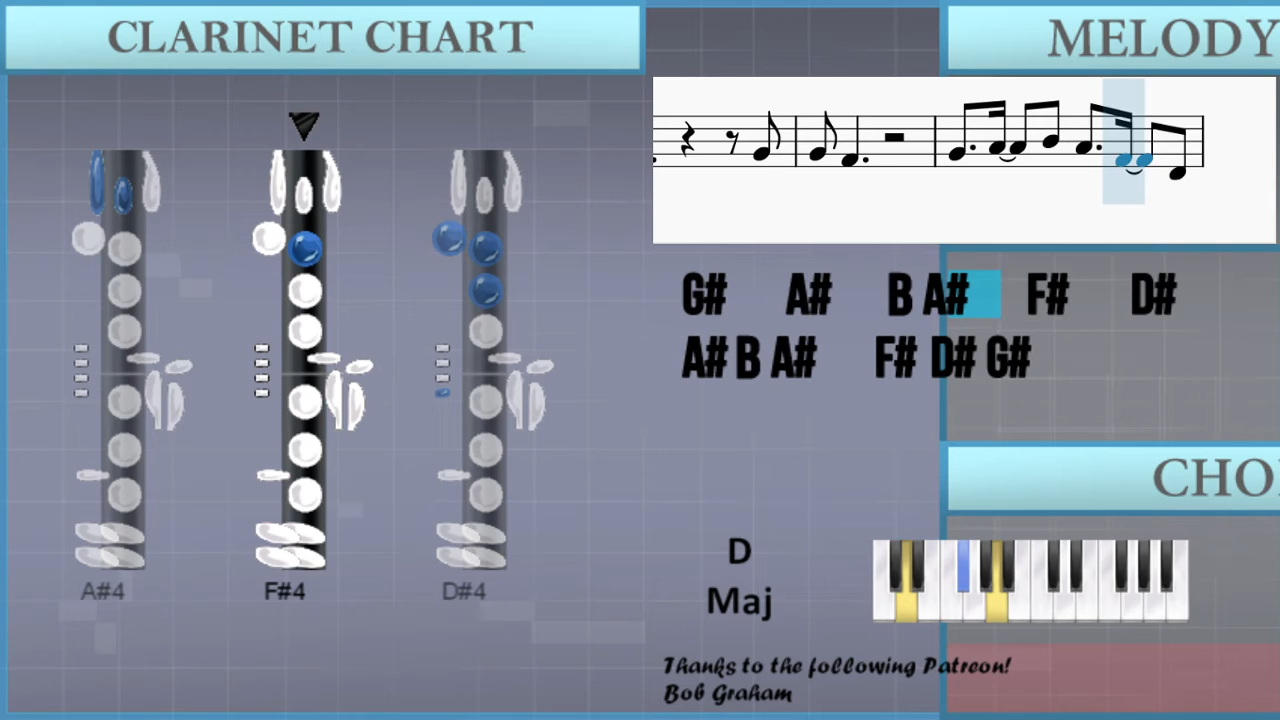 CLARINET CHART
MELODY
G# A# B A# F# D#
A# B A# F# D# G#
A#4 F#4 D#4
CHO
D
Maj
Thanks to the following Patreon!
Bob Graham